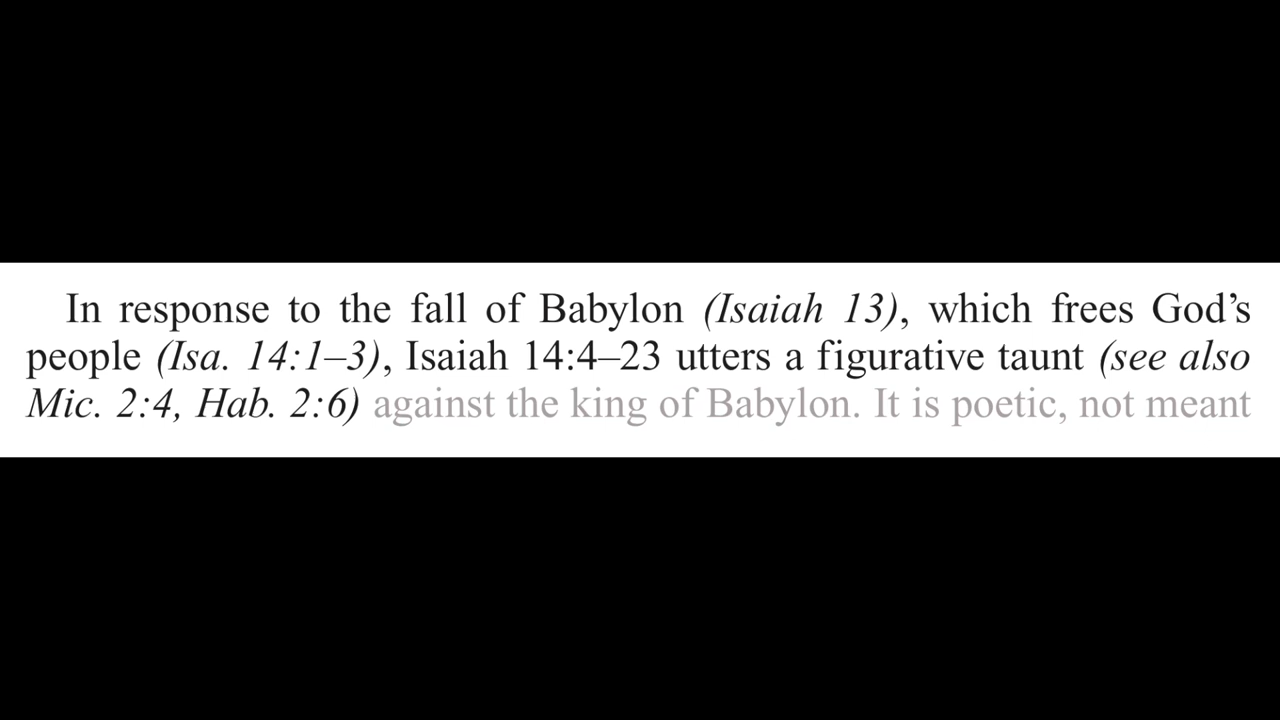 In response to the fall of Babylon (Isaiah 13), which frees God’s
people (Isa. 14:1–3), Isaiah 14:4–23 utters a figurative taunt (see also
Mic. 2:4, Hab. 2:6) against the king of Babylon. It is poetic, not meant